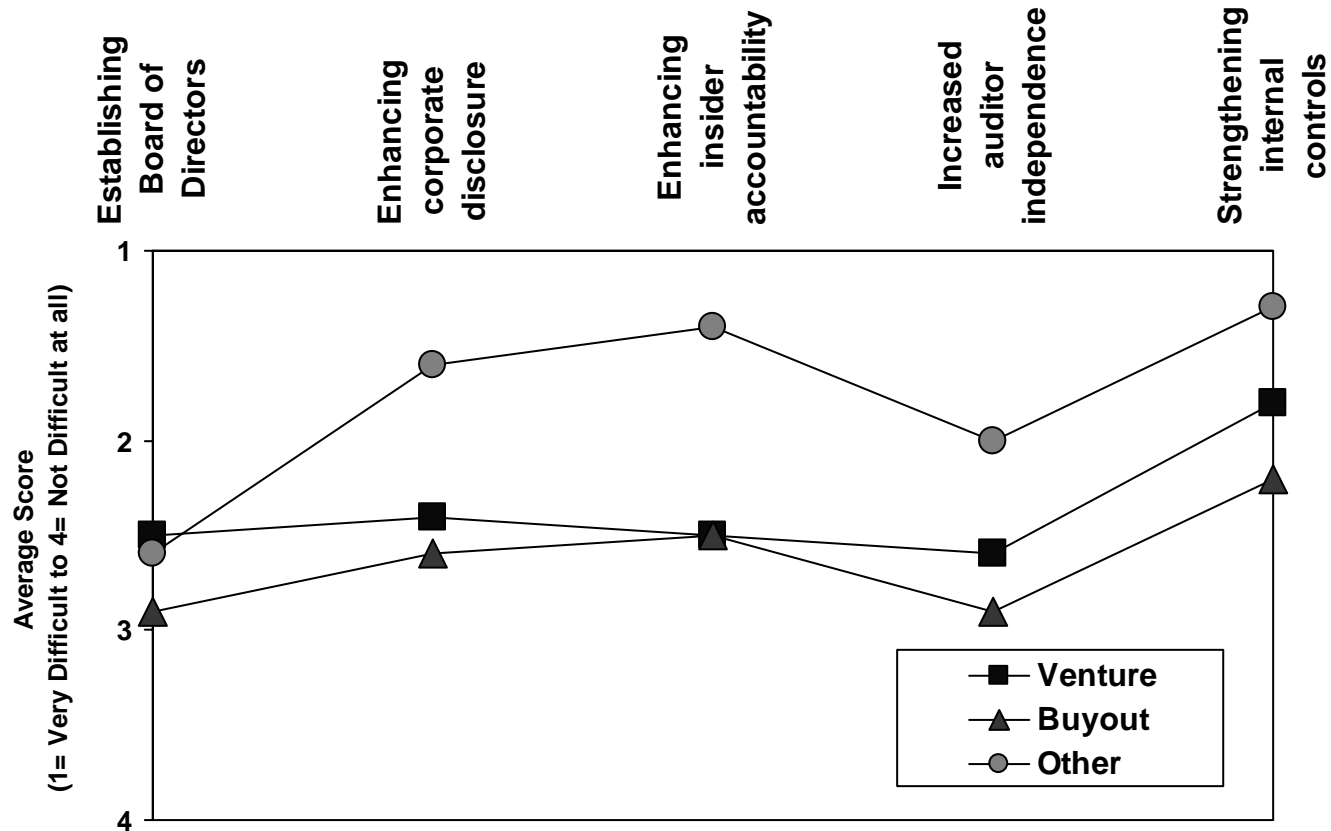 Establishing
Board of
Directors
Enhancing
corporate
disclosure
Enhancing
insider
accountability
Increased
auditor
independence
Strengthening
internal
controls
Average Score
(1= Very Difficult to 4= Not Difficult at all)
1
2
3
4
Venture
Buyout
Other